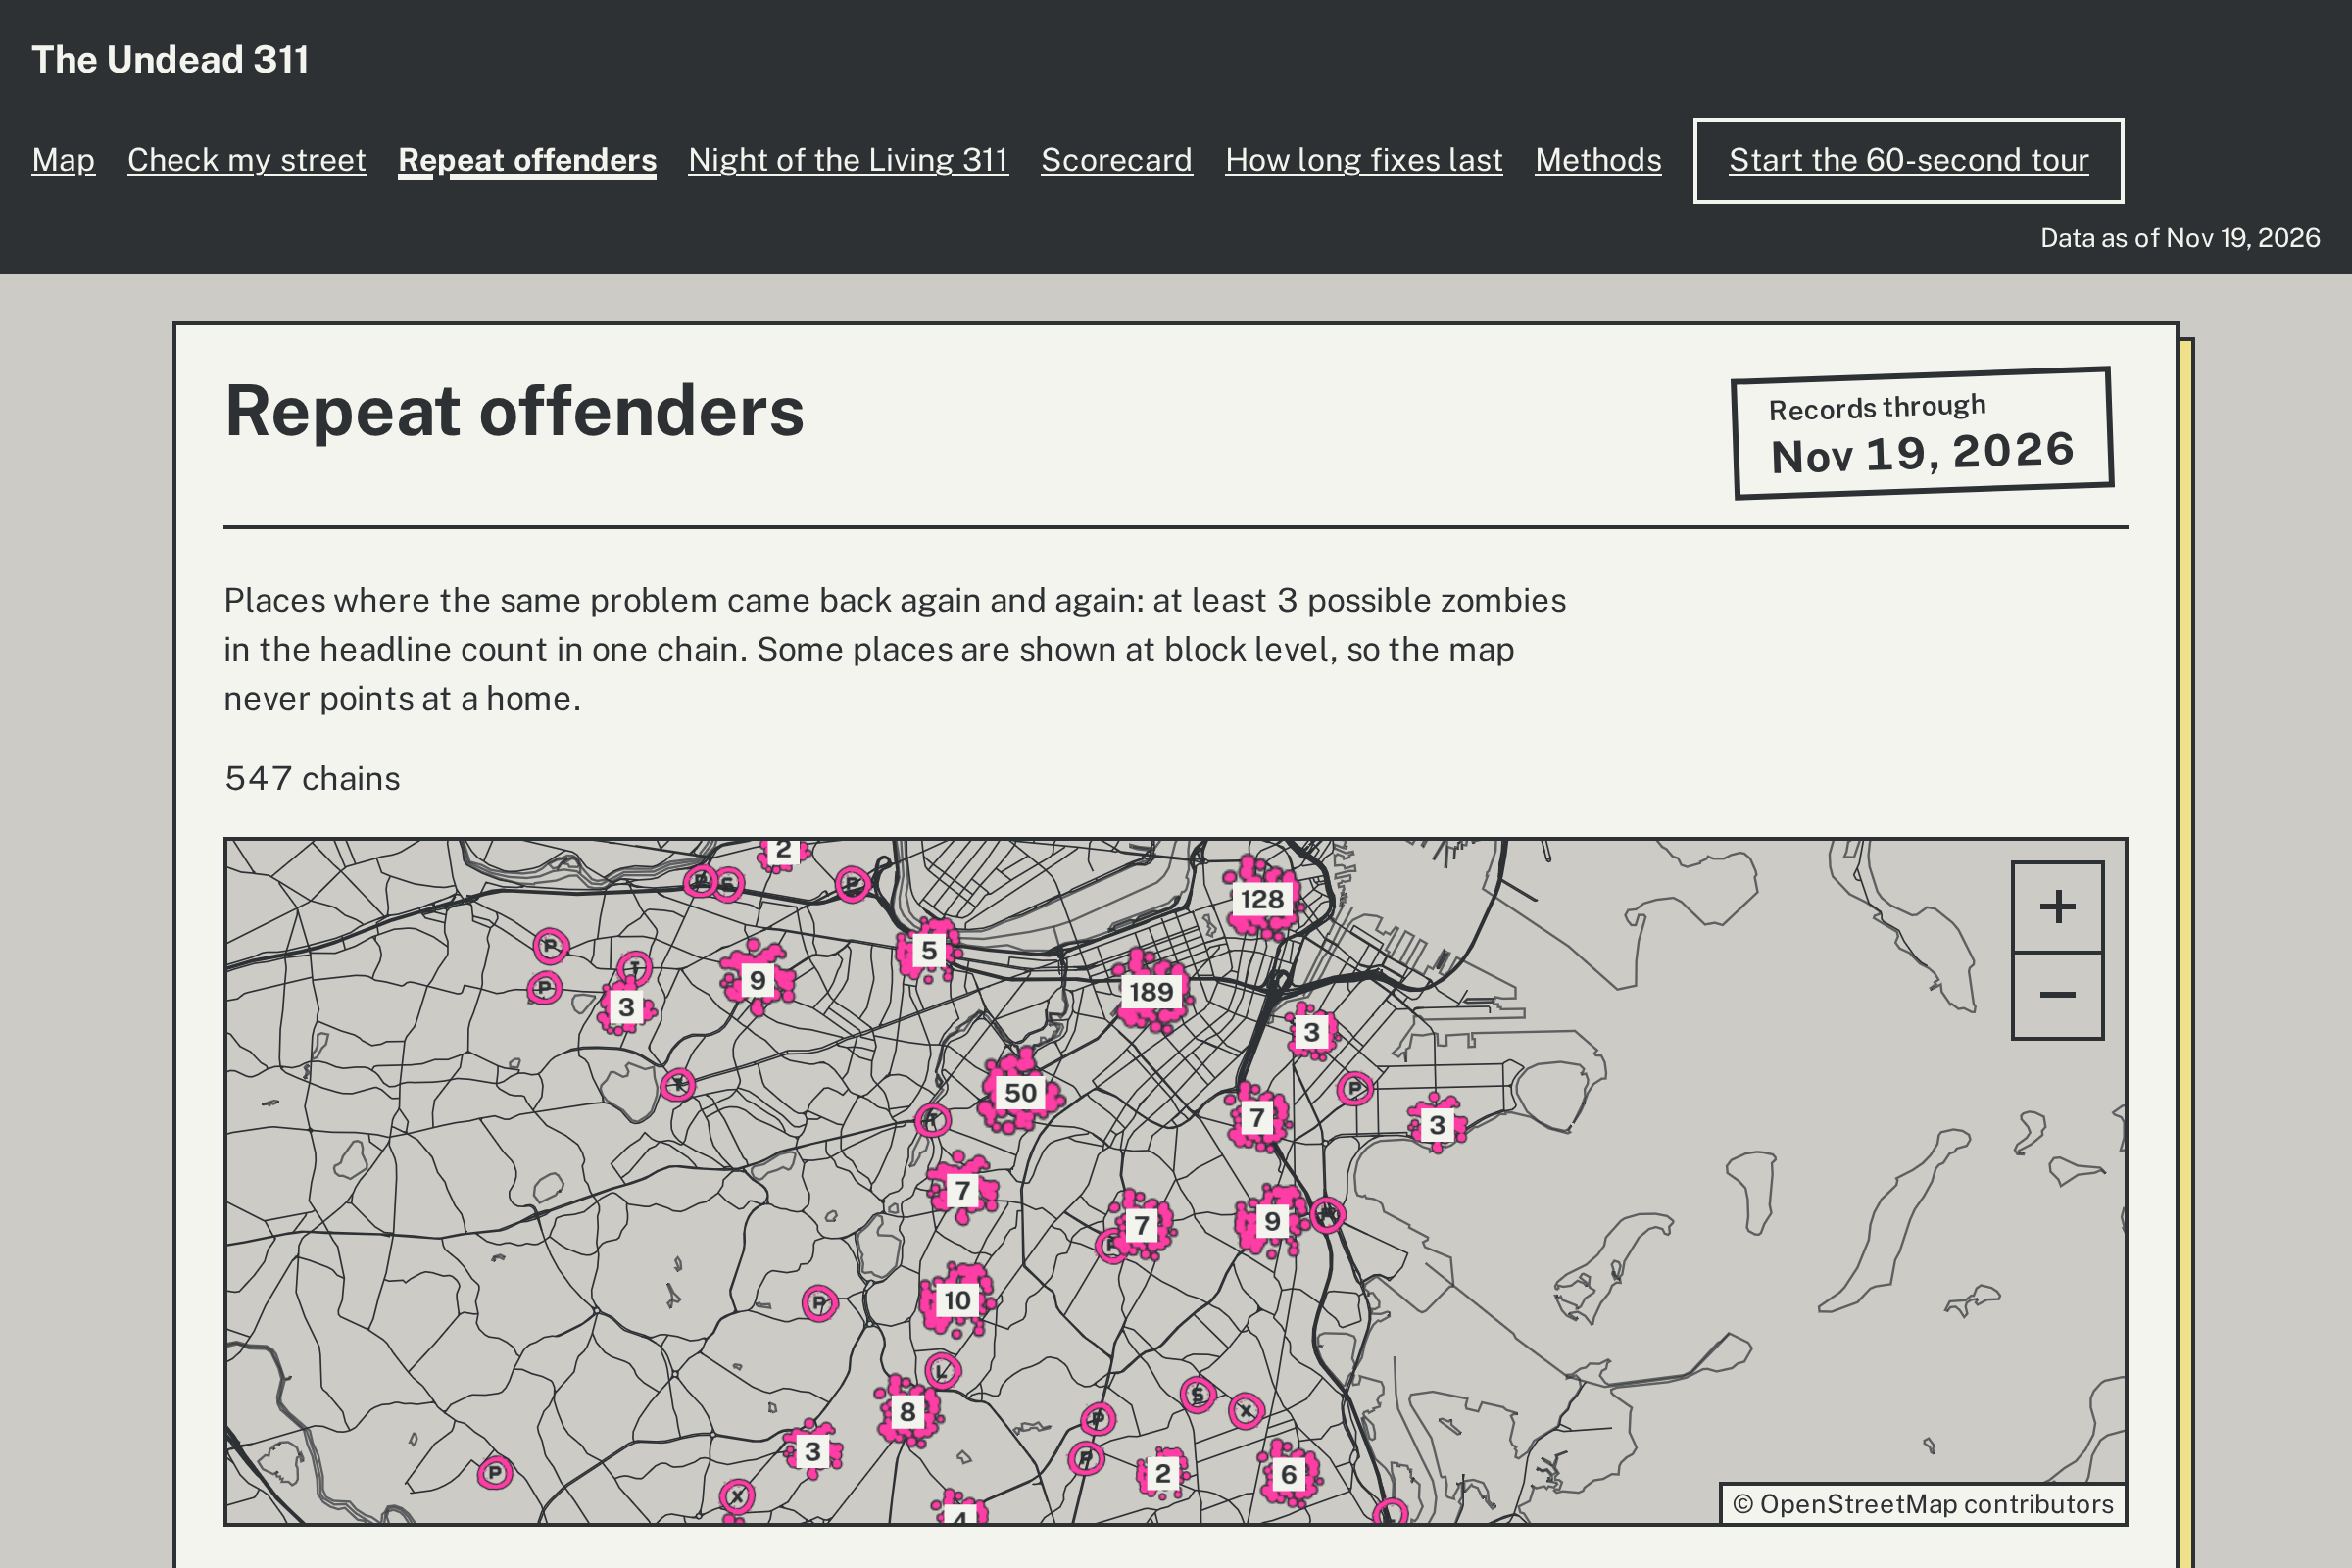 The Undead 311
Map
Check my street
Repeat offenders
Night of the Living 311
Scorecard
How long fixes last
Methods
Start the 60-second tour
Data as of Nov 19, 2026
Repeat offenders
Records through
Nov 19, 2026
Places where the same problem came back again and again: at least 3 possible zombies
in the headline count in one chain. Some places are shown at block level, so the map
never points at a home.
547 chains
2
128
+
P
S
P
P
5
T
9
P
189
3
3
−
50
P
7
3
7
7
9
10
P
L
S
8
X
P
3
P
2
6
P
X
4
© OpenStreetMap contributors